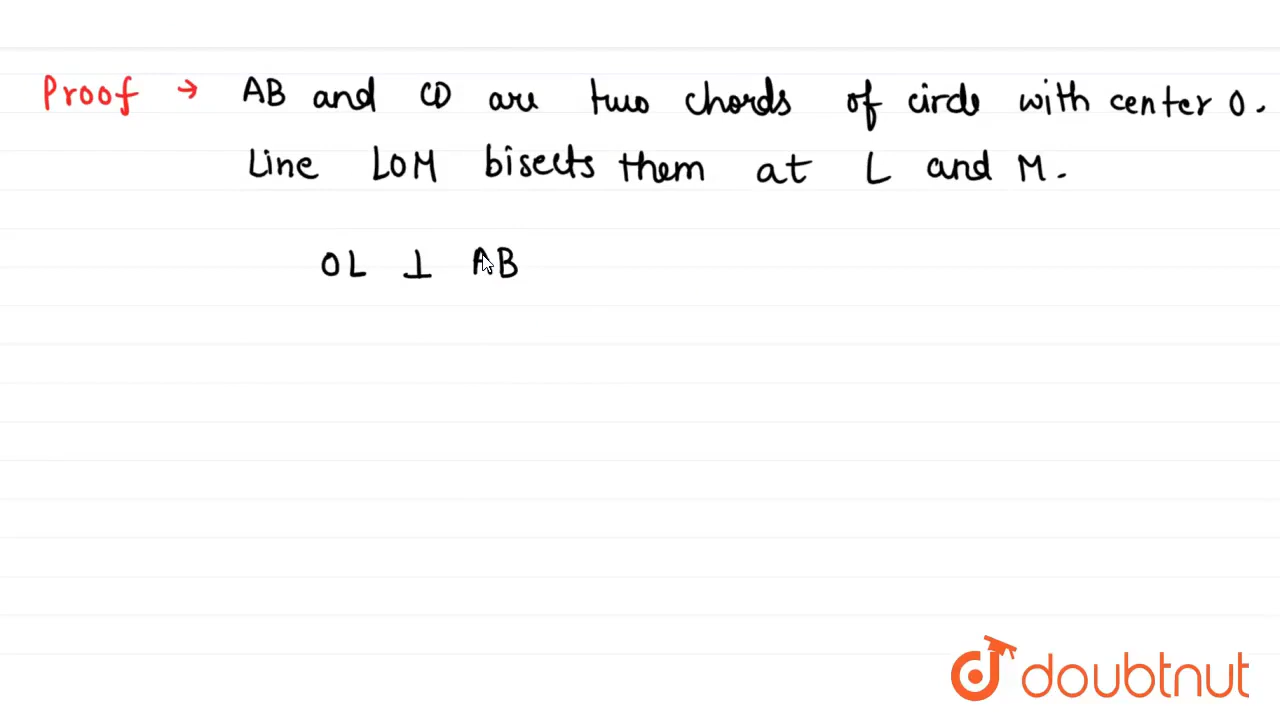 Proof → AB and CD are two chords of circle with center O.
Line LOM bisects them at L and M.
OL ⊥ AB
doubtnut